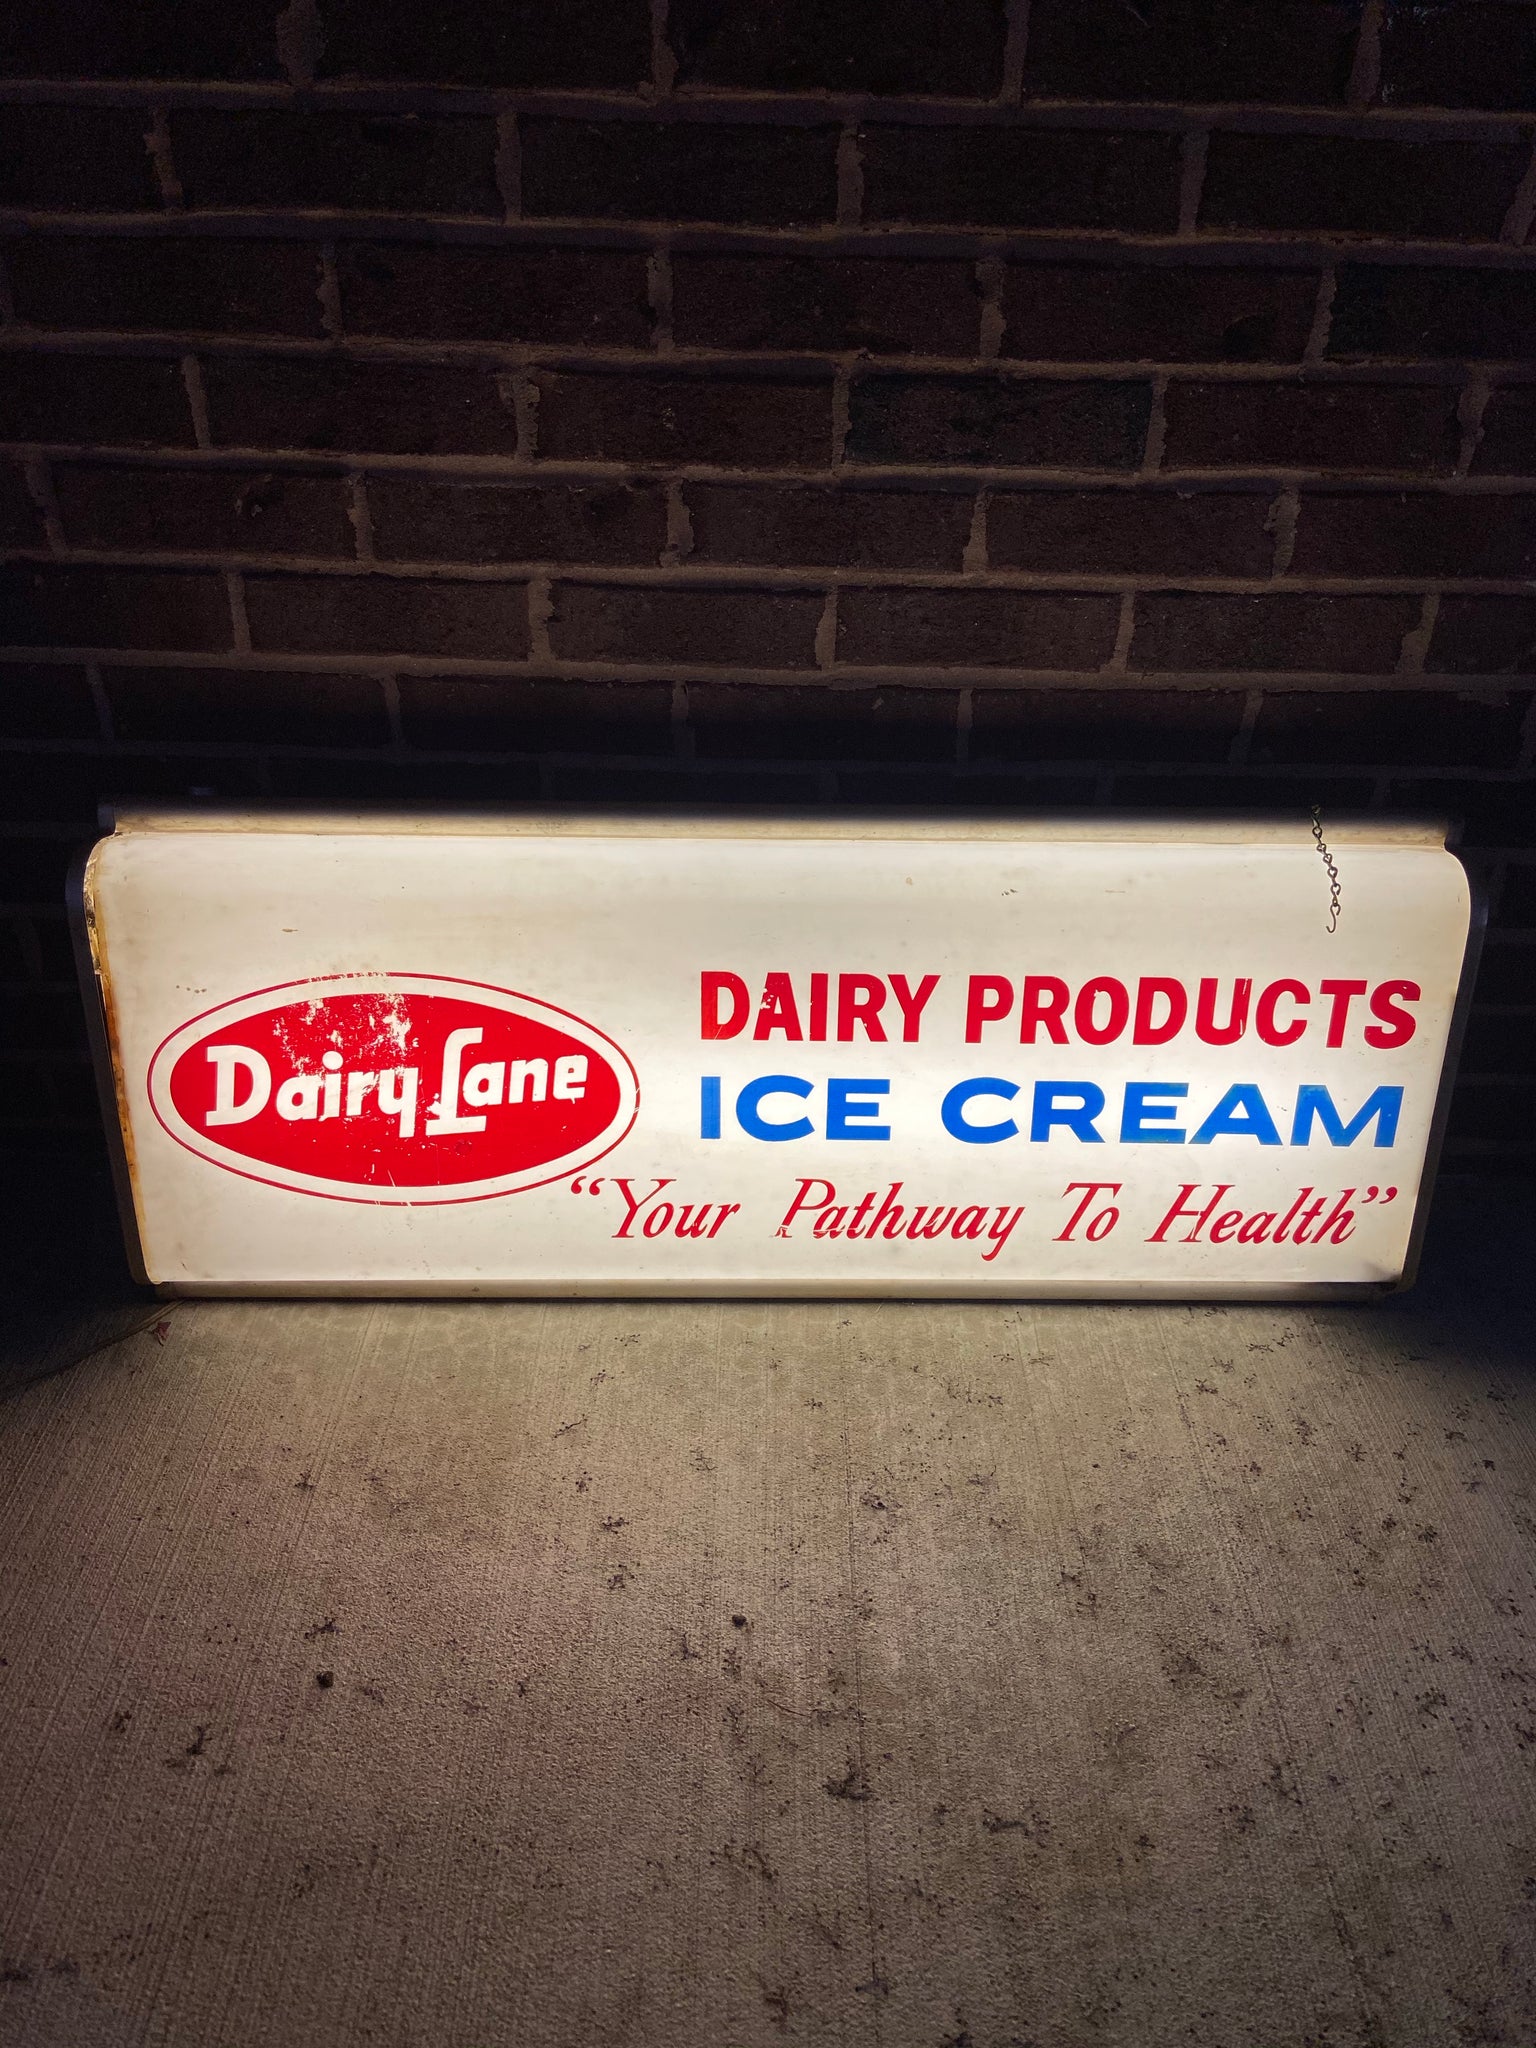 Dairy Lane
DAIRY PRODUCTS
ICE CREAM
“Your Pathway To Health”